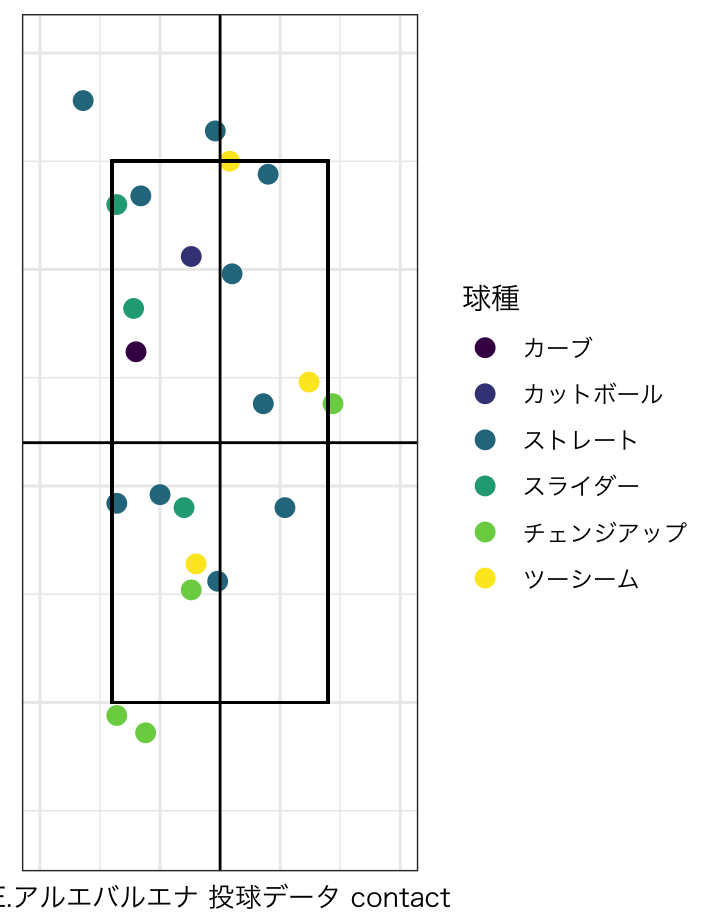 球種
カーブ
カットボール
ストレート
スライダー
チェンジアップ
ツーシーム
E.アルエバルエナ 投球データ contact